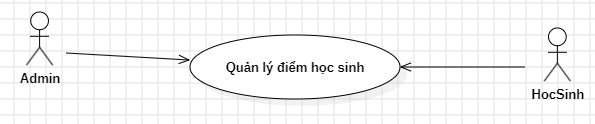 Quản lý điểm học sinh
Admin
HocSinh